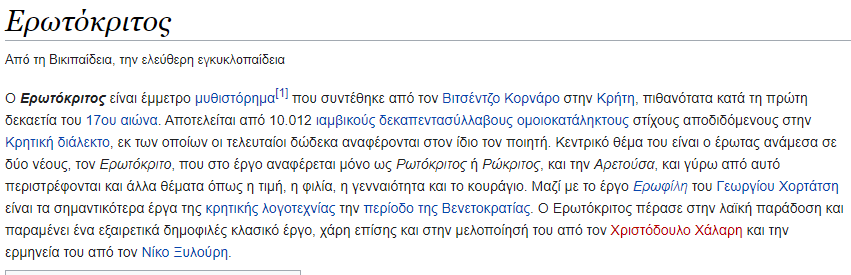 Ερωτόκριτος
Από τη Βικιπαίδεια, την ελεύθερη εγκυκλοπαίδεια
Ο Ερωτόκριτος είναι έμμετρο μυθιστόρημα[1] που συντέθηκε από τον Βιτσέντζο Κορνάρο στην Κρήτη, πιθανότατα κατά τη πρώτη
δεκαετία του 17ου αιώνα. Αποτελείται από 10.012 ιαμβικούς δεκαπεντασύλλαβους ομοιοκατάληκτους στίχους αποδιδόμενους στην
Κρητική διάλεκτο, εκ των οποίων οι τελευταίοι δώδεκα αναφέρονται στον ίδιο τον ποιητή. Κεντρικό θέμα του είναι ο έρωτας ανάμεσα σε
δύο νέους, τον Ερωτόκριτο, που στο έργο αναφέρεται μόνο ως Ρωτόκριτος ή Ρώκριτος, και την Αρετούσα, και γύρω από αυτό
περιστρέφονται και άλλα θέματα όπως η τιμή, η φιλία, η γενναιότητα και το κουράγιο. Μαζί με το έργο Ερωφίλη του Γεωργίου Χορτάτση
είναι τα σημαντικότερα έργα της κρητικής λογοτεχνίας την περίοδο της Βενετοκρατίας. Ο Ερωτόκριτος πέρασε στην λαϊκή παράδοση και
παραμένει ένα εξαιρετικά δημοφιλές κλασικό έργο, χάρη επίσης και στην μελοποίησή του από τον Χριστόδουλο Χάλαρη και την
ερμηνεία του από τον Νίκο Ξυλούρη.